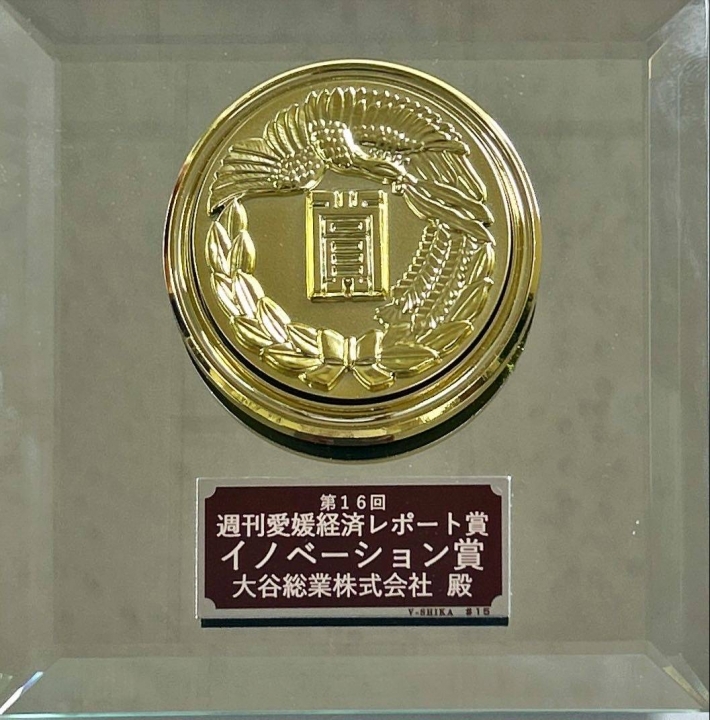 第16回
週刊愛媛経済レポート賞
イノベーション賞
大谷総業株式会社 殿
V-SHIKA #15